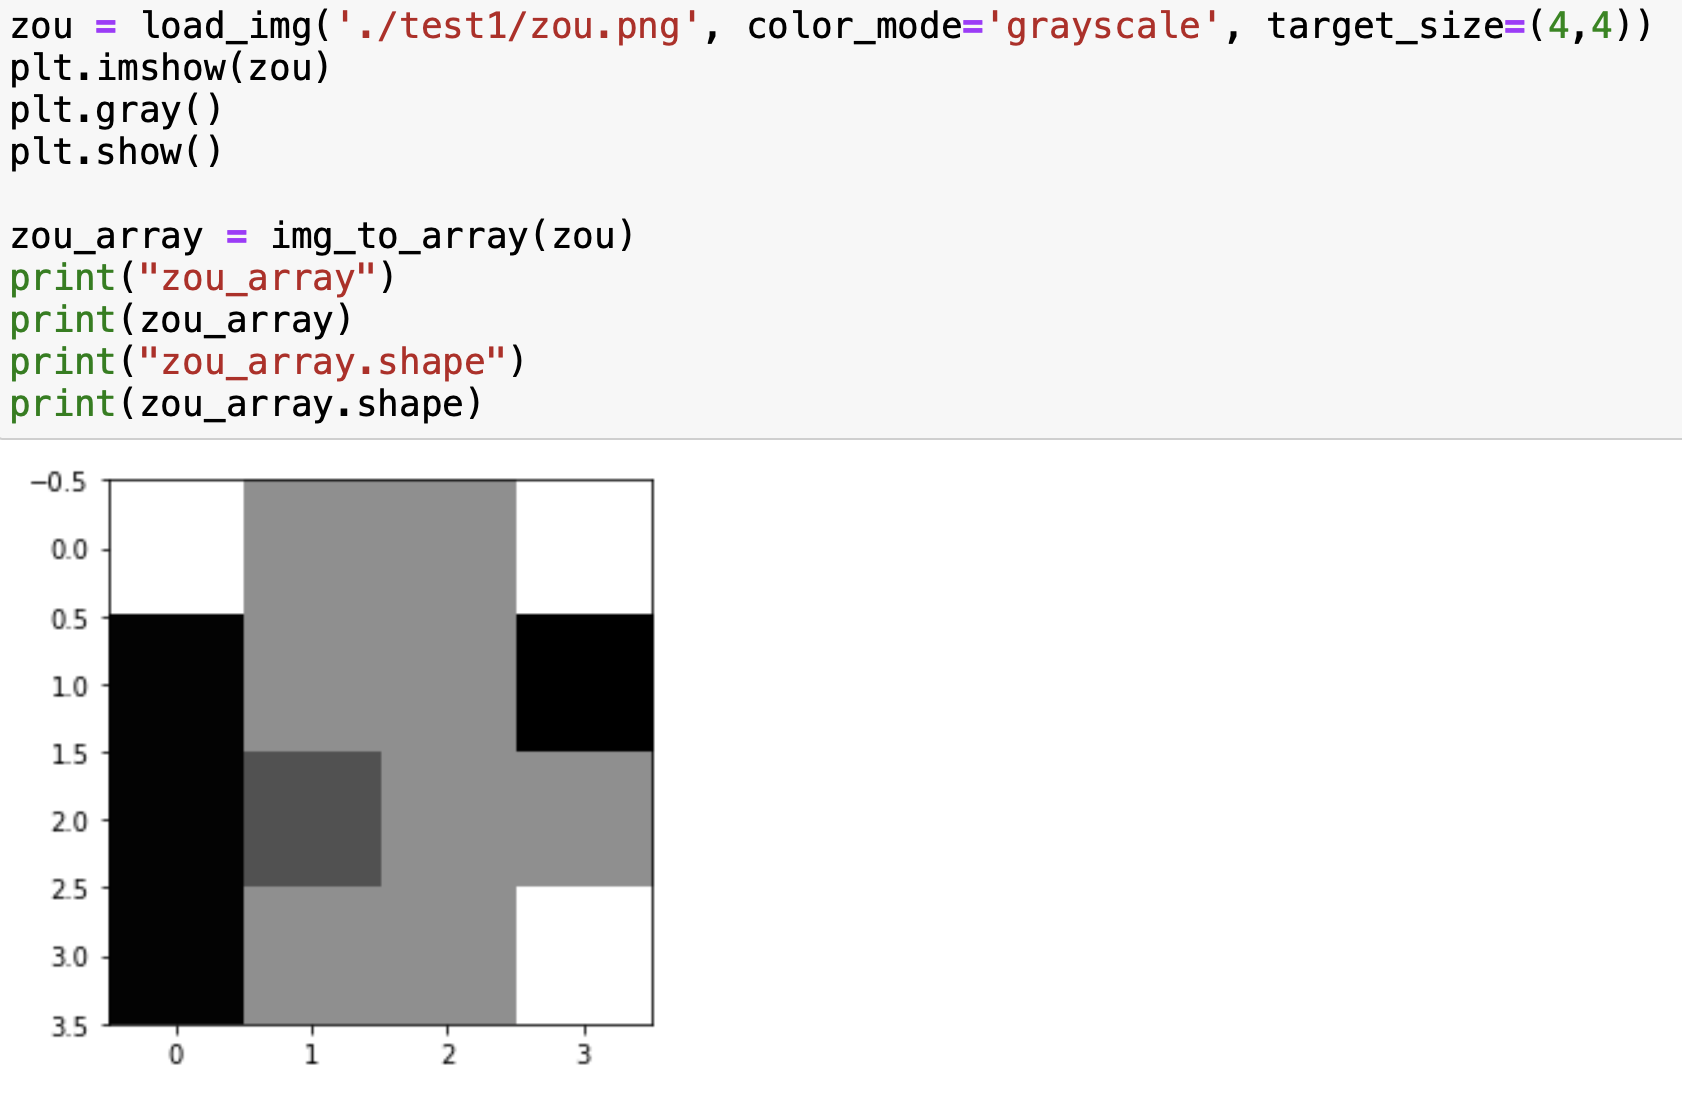 zou = load_img('./test1/zou.png', color_mode='grayscale', target_size=(4,4))
plt.imshow(zou)
plt.gray()
plt.show()
zou_array = img_to_array(zou)
print("zou_array")
print(zou_array)
print("zou_array.shape")
print(zou_array.shape)
−0.5
0.0
0.5
1.0
1.5
2.0
2.5
3.0
3.5
0 1 2 3